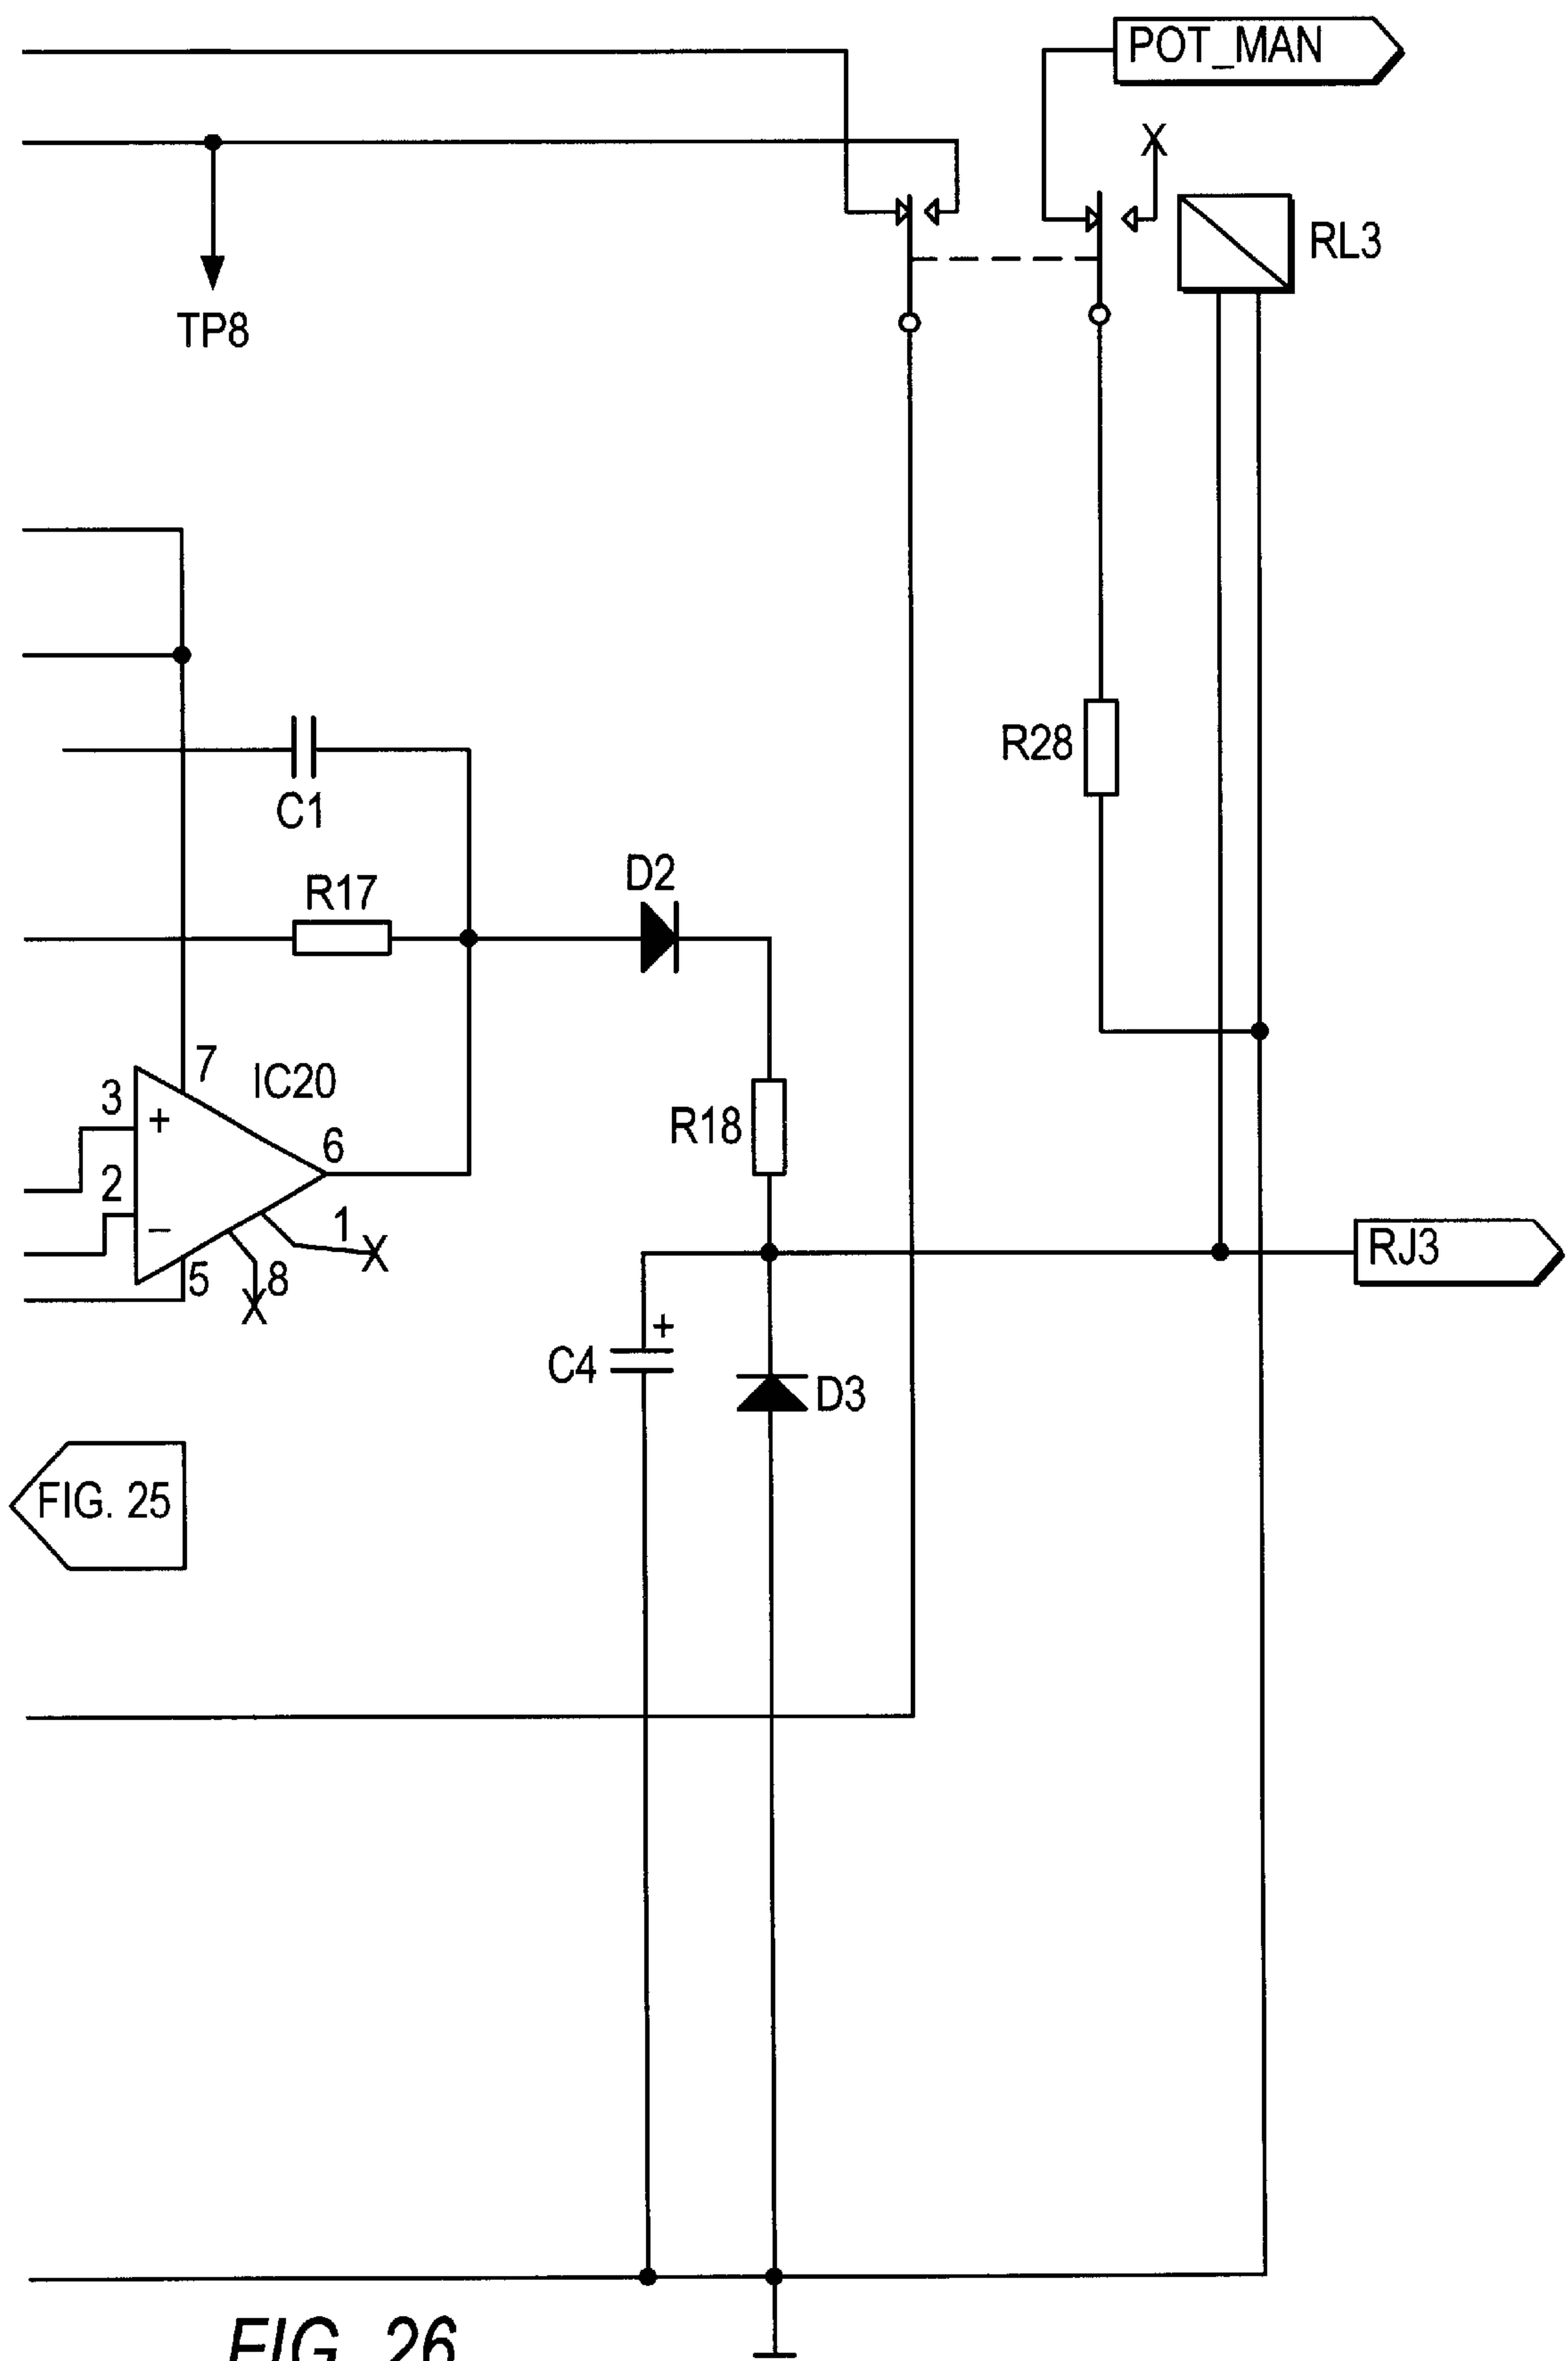 POT_MAN
X
RL3
TP8
R28
C1
D2
R17
7
IC20
3
+
6
R18
2
–
1
X
RJ3
5
8
X
+
C4
D3
FIG. 25
FIG. 26